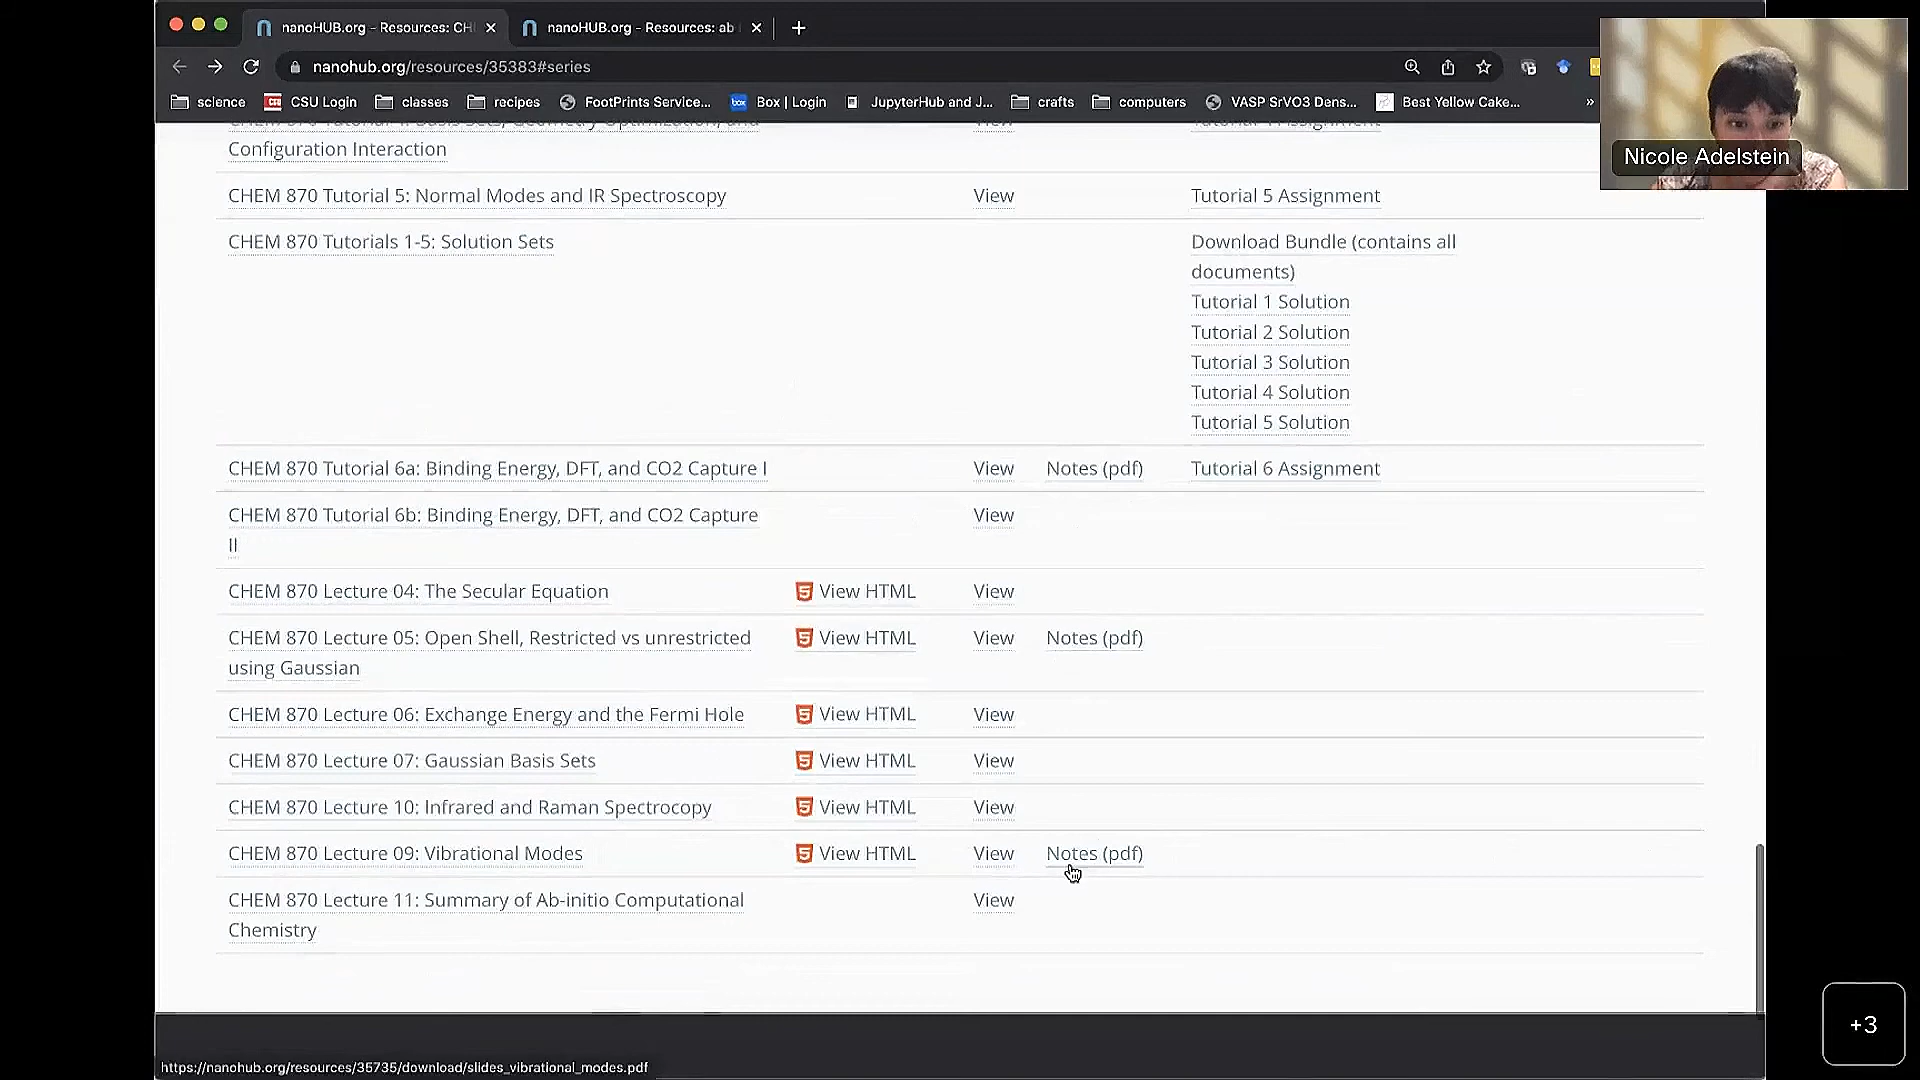 nanoHUB.org - Resources: CH
nanoHUB.org - Resources: ab
nanohub.org/resources/35383#series
science
CSU Login
classes
recipes
FootPrints Service...
Box | Login
JupyterHub and J...
crafts
computers
VASP SrVO3 Dens...
Best Yellow Cake...
»
Nicole Adelstein
Configuration Interaction
CHEM 870 Tutorial 5: Normal Modes and IR Spectroscopy View Tutorial 5 Assignment
CHEM 870 Tutorials 1-5: Solution Sets Download Bundle (contains all
documents)
Tutorial 1 Solution
Tutorial 2 Solution
Tutorial 3 Solution
Tutorial 4 Solution
Tutorial 5 Solution
CHEM 870 Tutorial 6a: Binding Energy, DFT, and CO2 Capture I View Notes (pdf) Tutorial 6 Assignment
CHEM 870 Tutorial 6b: Binding Energy, DFT, and CO2 Capture View
II
CHEM 870 Lecture 04: The Secular Equation View HTML View
CHEM 870 Lecture 05: Open Shell, Restricted vs unrestricted View HTML View Notes (pdf)
using Gaussian
CHEM 870 Lecture 06: Exchange Energy and the Fermi Hole View HTML View
CHEM 870 Lecture 07: Gaussian Basis Sets View HTML View
CHEM 870 Lecture 10: Infrared and Raman Spectrocopy View HTML View
CHEM 870 Lecture 09: Vibrational Modes View HTML View Notes (pdf)
CHEM 870 Lecture 11: Summary of Ab-initio Computational View
Chemistry
+3
https://nanohub.org/resources/35735/download/slides_vibrational_modes.pdf